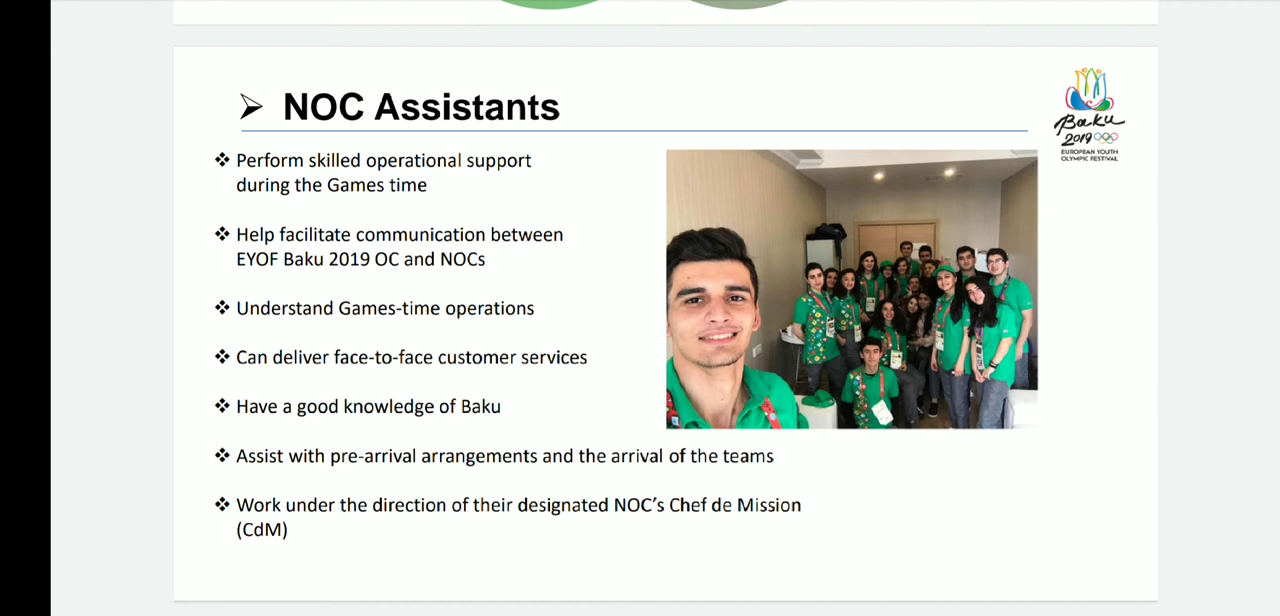 NOC Assistants
Baku
2019
EUROPEAN YOUTH
OLYMPIC FESTIVAL
❖ Perform skilled operational support
during the Games time
❖ Help facilitate communication between
EYOF Baku 2019 OC and NOCs
❖ Understand Games-time operations
❖ Can deliver face-to-face customer services
❖ Have a good knowledge of Baku
❖ Assist with pre-arrival arrangements and the arrival of the teams
❖ Work under the direction of their designated NOC’s Chef de Mission
(CdM)